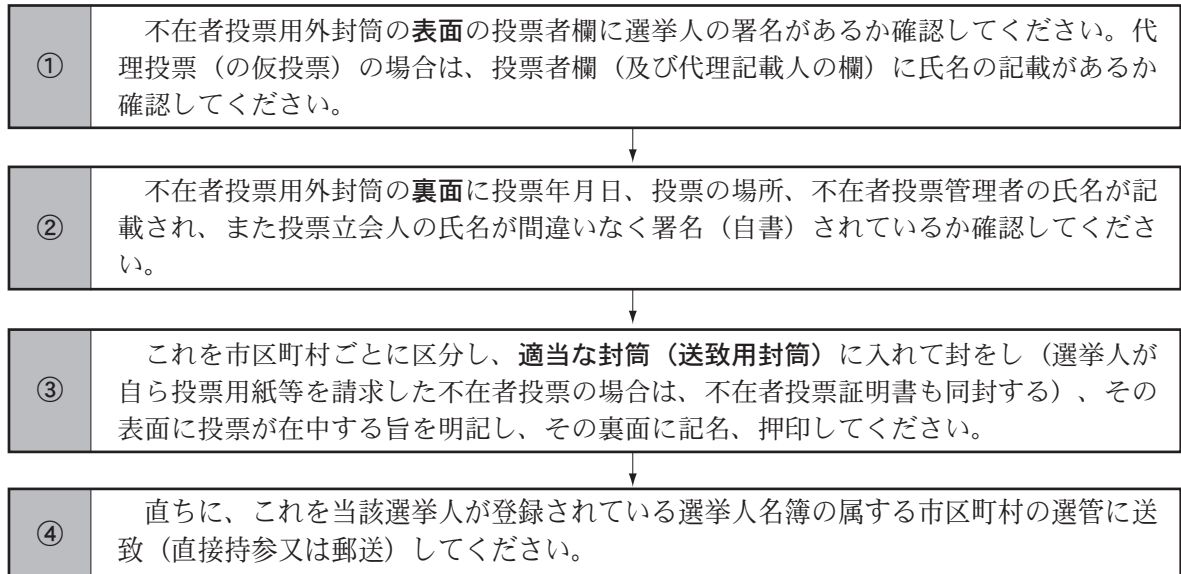 ①
不在者投票用外封筒の表面の投票者欄に選挙人の署名があるか確認してください。代
理投票（の仮投票）の場合は、投票者欄（及び代理記載人の欄）に氏名の記載があるか
確認してください。
②
不在者投票用外封筒の裏面に投票年月日、投票の場所、不在者投票管理者の氏名が記
載され、また投票立会人の氏名が間違いなく署名（自書）されているか確認してくださ
い。
③
これを市区町村ごとに区分し、適当な封筒（送致用封筒）に入れて封をし（選挙人が
自ら投票用紙等を請求した不在者投票の場合は、不在者投票証明書も同封する）、その
表面に投票が在中する旨を明記し、その裏面に記名、押印してください。
④
直ちに、これを当該選挙人が登録されている選挙人名簿の属する市区町村の選管に送
致（直接持参又は郵送）してください。